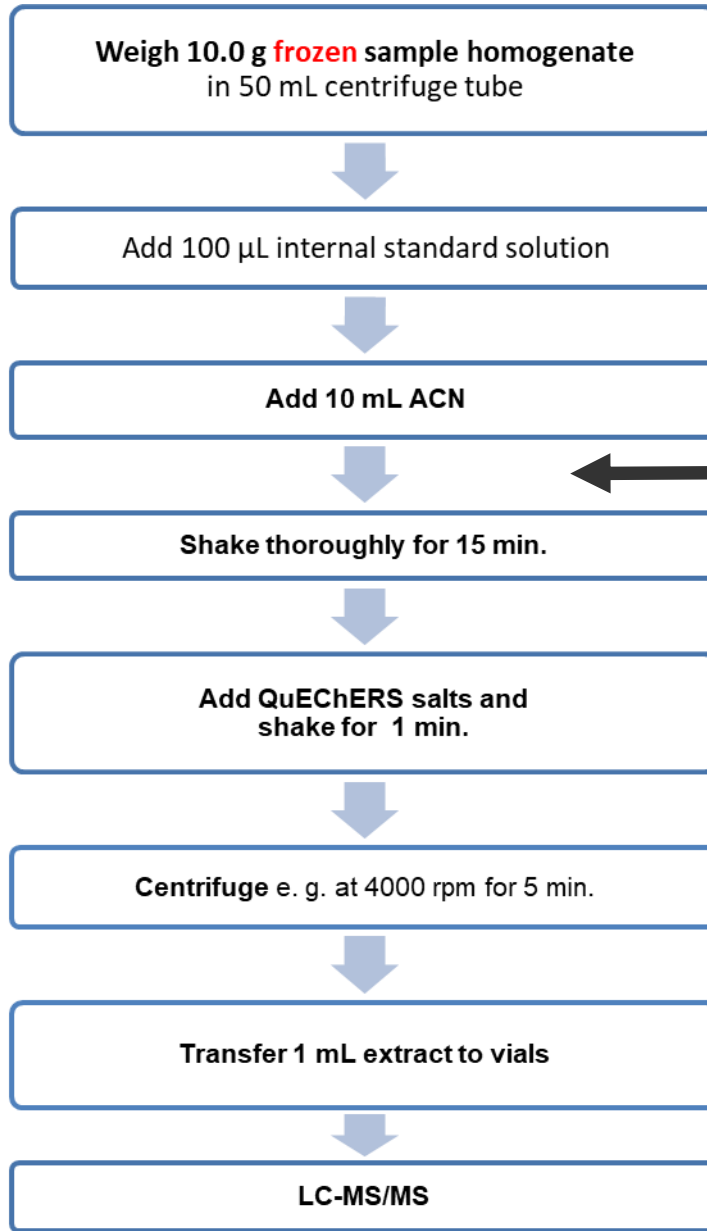 Weigh 10.0 g frozen sample homogenate
in 50 mL centrifuge tube
Add 100 µL internal standard solution
Add 10 mL ACN
Shake thoroughly for 15 min.
Add QuEChERS salts and
shake for  1 min.
Centrifuge e. g. at 4000 rpm for 5 min.
Transfer 1 mL extract to vials
LC-MS/MS